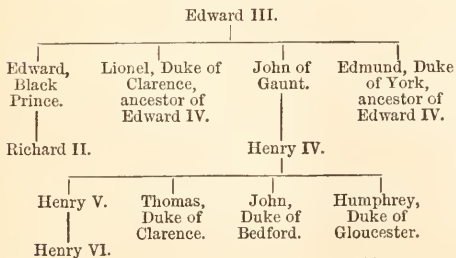 Edward III.
Edward, Black Prince.
Lionel, Duke of Clarence, ancestor of Edward IV.
John of Gaunt.
Edmund, Duke of York, ancestor of Edward IV.
Richard II.
Henry IV.
Henry V.
Thomas, Duke of Clarence.
John, Duke of Bedford.
Humphrey, Duke of Gloucester.
Henry VI.